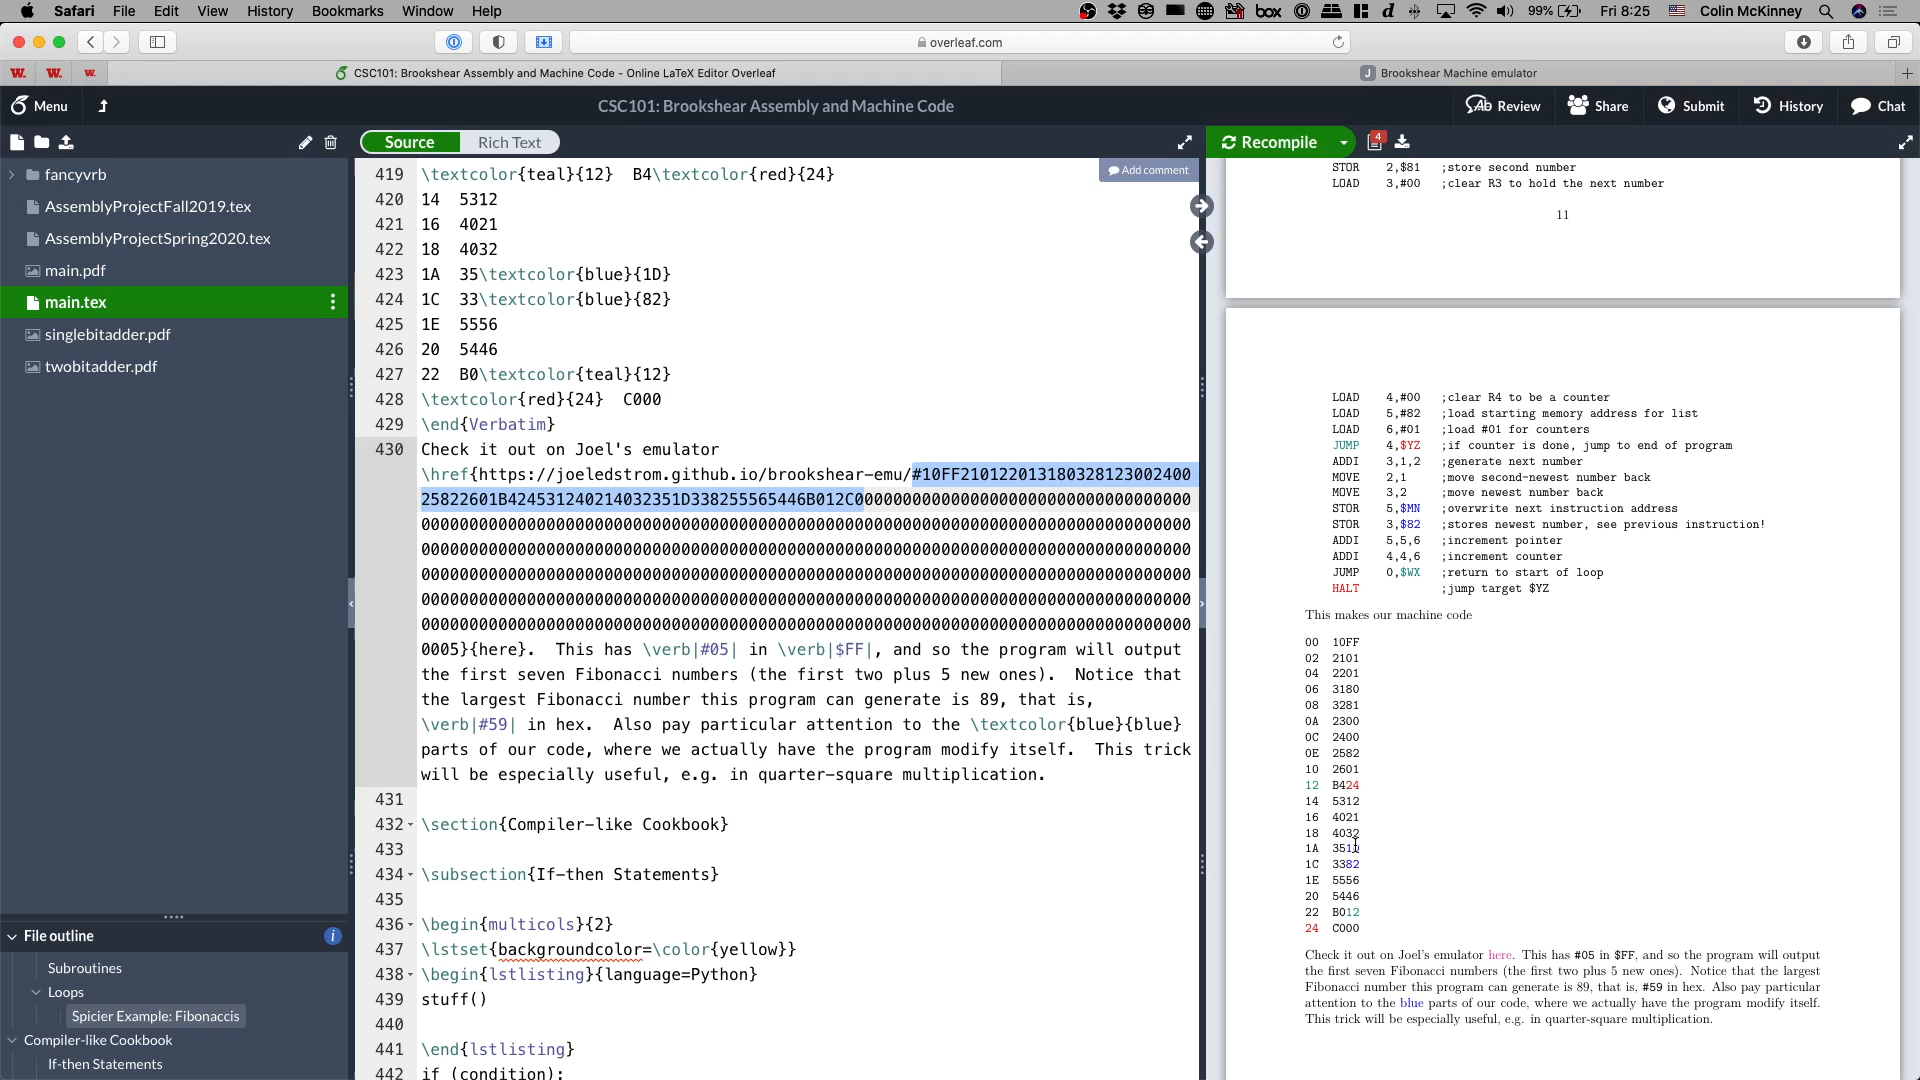 Safari File Edit View History Bookmarks Window Help
box
d
99%
Fri 8:25
Colin McKinney
overleaf.com
W.
W.
W.
CSC101: Brookshear Assembly and Machine Code - Online LaTeX Editor Overleaf
J
Brookshear Machine emulator
Menu
CSC101: Brookshear Assembly and Machine Code
Review
Share
Submit
History
Chat
Source
Rich Text
Recompile
4
fancyvrb
AssemblyProjectFall2019.tex
AssemblyProjectSpring2020.tex
main.pdf
main.tex
singlebitadder.pdf
twobitadder.pdf
File outline
i
Subroutines
Loops
Spicier Example: Fibonaccis
Compiler-like Cookbook
If-then Statements
Add comment
419 \textcolor{teal}{12}  B4\textcolor{red}{24}
420 14  5312
421 16  4021
422 18  4032
423 1A  35\textcolor{blue}{1D}
424 1C  33\textcolor{blue}{82}
425 1E  5556
426 20  5446
427 22  B0\textcolor{teal}{12}
428 \textcolor{red}{24}  C000
429 \end{Verbatim}
430 Check it out on Joel's emulator
\href{https://joeledstrom.github.io/brookshear-emu/#10FF210122013180328123002400
0005}{here}.  This has \verb|#05| in \verb|$FF|, and so the program will output
the first seven Fibonacci numbers (the first two plus 5 new ones).  Notice that
the largest Fibonacci number this program can generate is 89, that is,
\verb|#59| in hex.  Also pay particular attention to the \textcolor{blue}{blue}
parts of our code, where we actually have the program modify itself.  This trick
will be especially useful, e.g. in quarter-square multiplication.
431
432 \section{Compiler-like Cookbook}
433
434 \subsection{If-then Statements}
435
436 \begin{multicols}{2}
437 \lstset{backgroundcolor=\color{yellow}}
438 \begin{lstlisting}{language=Python}
439 stuff()
440
441 \end{lstlisting}
442 if (condition):
STOR 2,$81 ;store second number
LOAD 3,#00 ;clear R3 to hold the next number
11
LOAD 4,#00 ;clear R4 to be a counter
LOAD 5,#82 ;load starting memory address for list
LOAD 6,#01 ;load #01 for counters
JUMP 4,$YZ ;if counter is done, jump to end of program
ADDI 3,1,2 ;generate next number
MOVE 2,1 ;move second-newest number back
MOVE 3,2 ;move newest number back
STOR 5,$MN ;overwrite next instruction address
STOR 3,$82 ;stores newest number, see previous instruction!
ADDI 5,5,6 ;increment pointer
ADDI 4,4,6 ;increment counter
JUMP 0,$WX ;return to start of loop
HALT ;jump target $YZ
This makes our machine code
00 10FF
02 2101
04 2201
06 3180
08 3281
0A 2300
0C 2400
0E 2582
10 2601
12 B424
14 5312
16 4021
18 4032
1A 351D
1C 3382
1E 5556
20 5446
22 B012
24 C000
Check it out on Joel's emulator here. This has #05 in $FF, and so the program will output
the first seven Fibonacci numbers (the first two plus 5 new ones). Notice that the largest
Fibonacci number this program can generate is 89, that is, #59 in hex. Also pay particular
attention to the blue parts of our code, where we actually have the program modify itself.
This trick will be especially useful, e.g. in quarter-square multiplication.